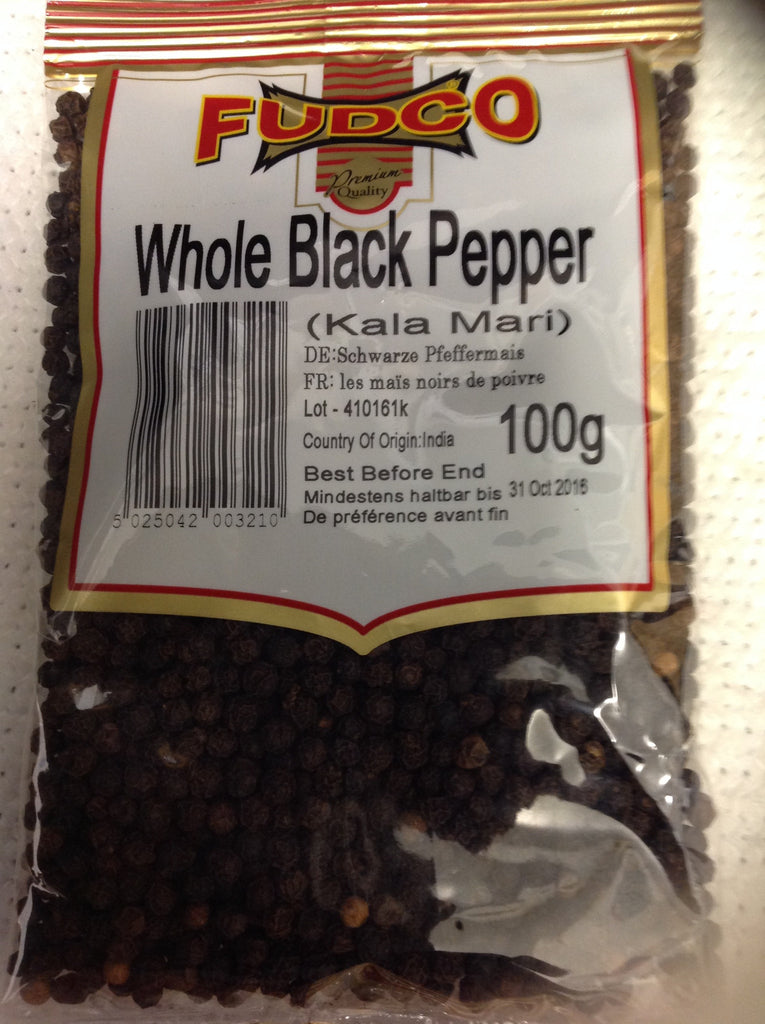 FUDCO
Premium
Quality
Whole Black Pepper
(Kala Mari)
DE:Schwarze Pfeffermais
FR: les maïs noirs de poivre
Lot - 410161k
Country Of Origin:India
100g
Best Before End
Mindestens haltbar bis 31 Oct 2016
De préférence avant fin
5 025042 003210